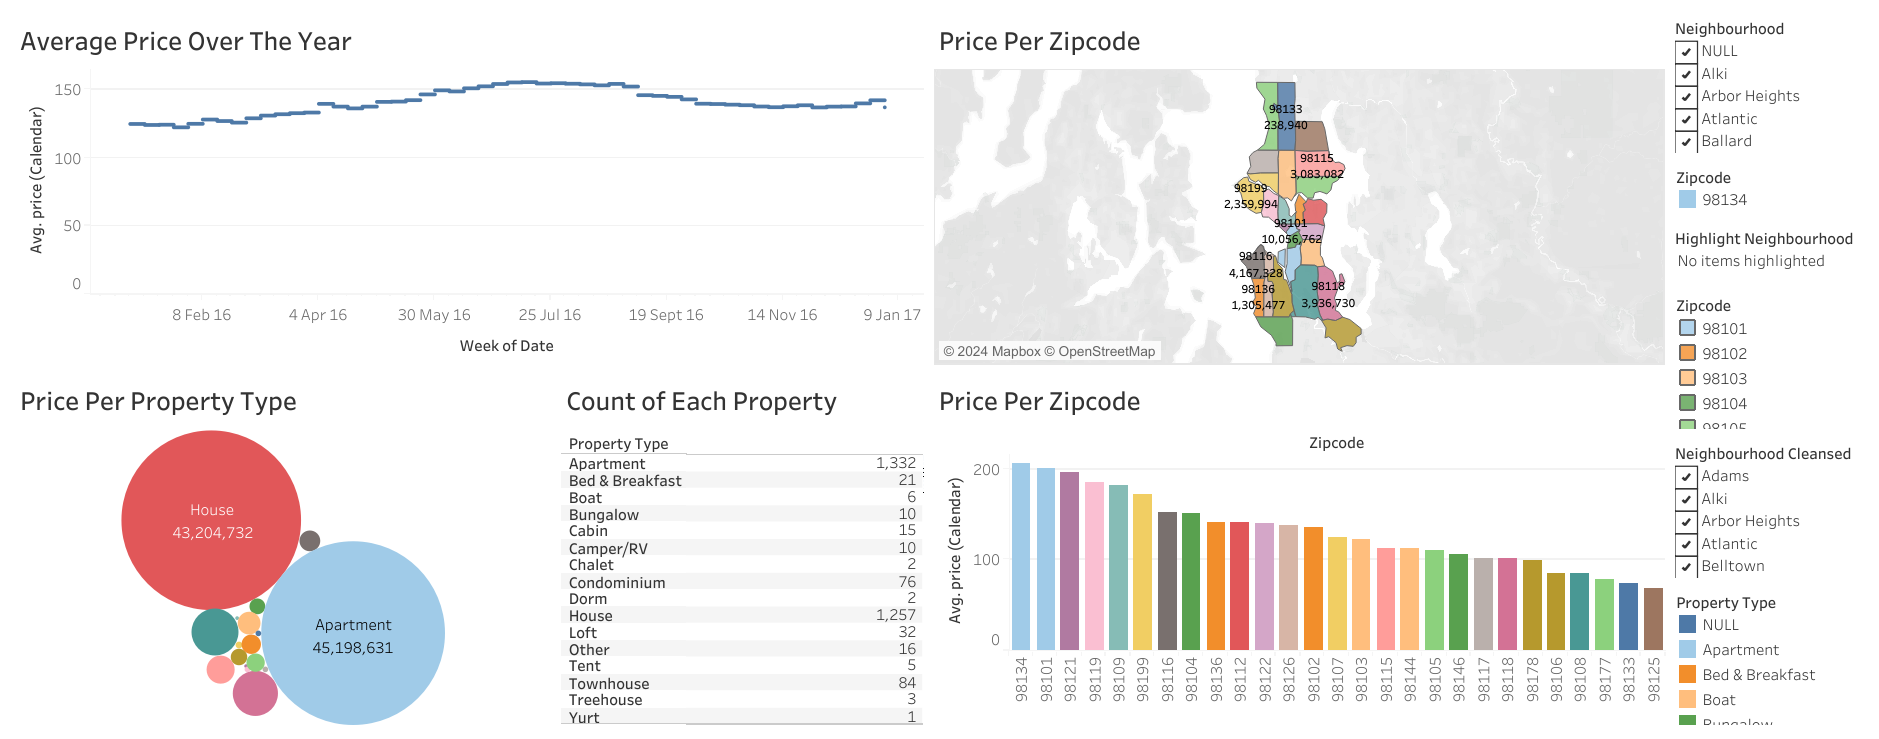 Average Price Over The Year
Avg. price (Calendar)
150
100
50
0
8 Feb 16
4 Apr 16
30 May 16
25 Jul 16
19 Sept 16
14 Nov 16
9 Jan 17
Week of Date
Price Per Zipcode
98133
238,940
98115
3,083,082
98199
2,359,994
98101
10,056,762
98116
4,167,328
98136
1,305,477
98118
3,936,730
© 2024 Mapbox © OpenStreetMap
Neighbourhood
NULL
Alki
Arbor Heights
Atlantic
Ballard
Zipcode
98134
Highlight Neighbourhood
No items highlighted
Zipcode
98101
98102
98103
98104
98105
Price Per Property Type
House
43,204,732
Apartment
45,198,631
Count of Each Property
Property Type
Apartment 1,332
Bed & Breakfast 21
Boat 6
Bungalow 10
Cabin 15
Camper/RV 10
Chalet 2
Condominium 76
Dorm 2
House 1,257
Loft 32
Other 16
Tent 5
Townhouse 84
Treehouse 3
Yurt 1
Price Per Zipcode
Zipcode
Avg. price (Calendar)
200
100
0
98134
98101
98121
98119
98109
98199
98116
98104
98136
98112
98122
98126
98102
98107
98103
98115
98144
98105
98146
98117
98118
98178
98106
98108
98177
98133
98125
Neighbourhood Cleansed
Adams
Alki
Arbor Heights
Atlantic
Belltown
Property Type
NULL
Apartment
Bed & Breakfast
Boat
Bungalow